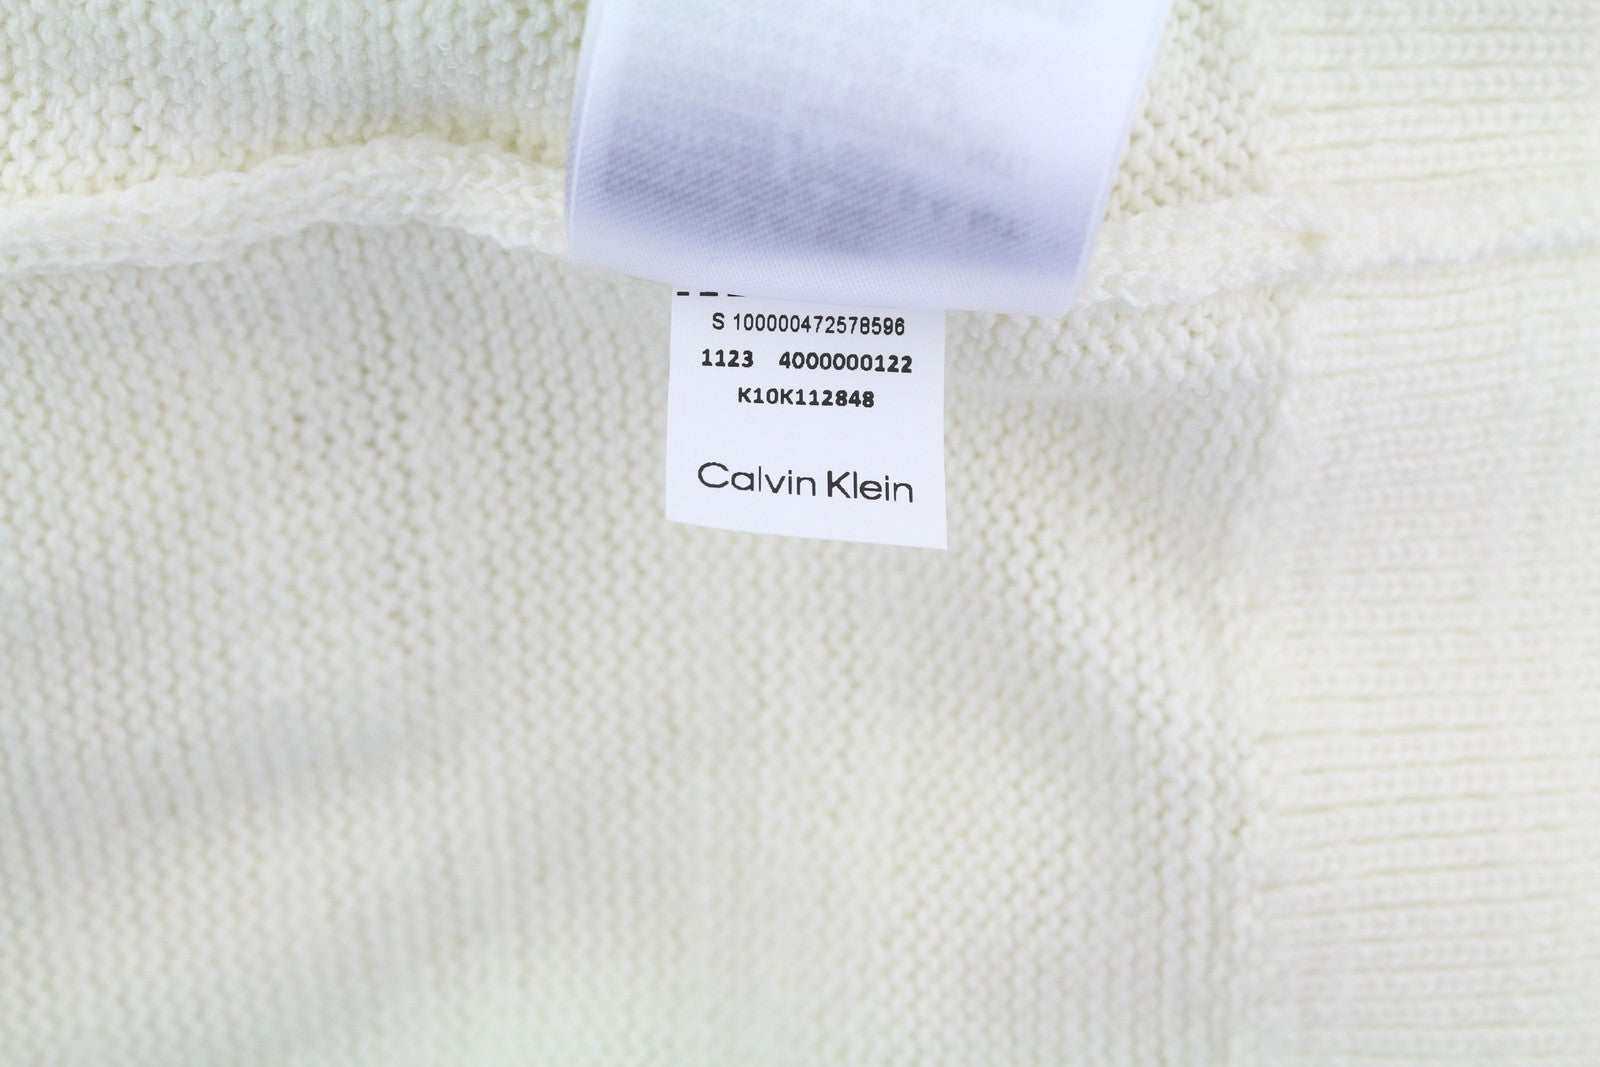 S 100000472578596
1123 4000000122
K10K112848
Calvin Klein